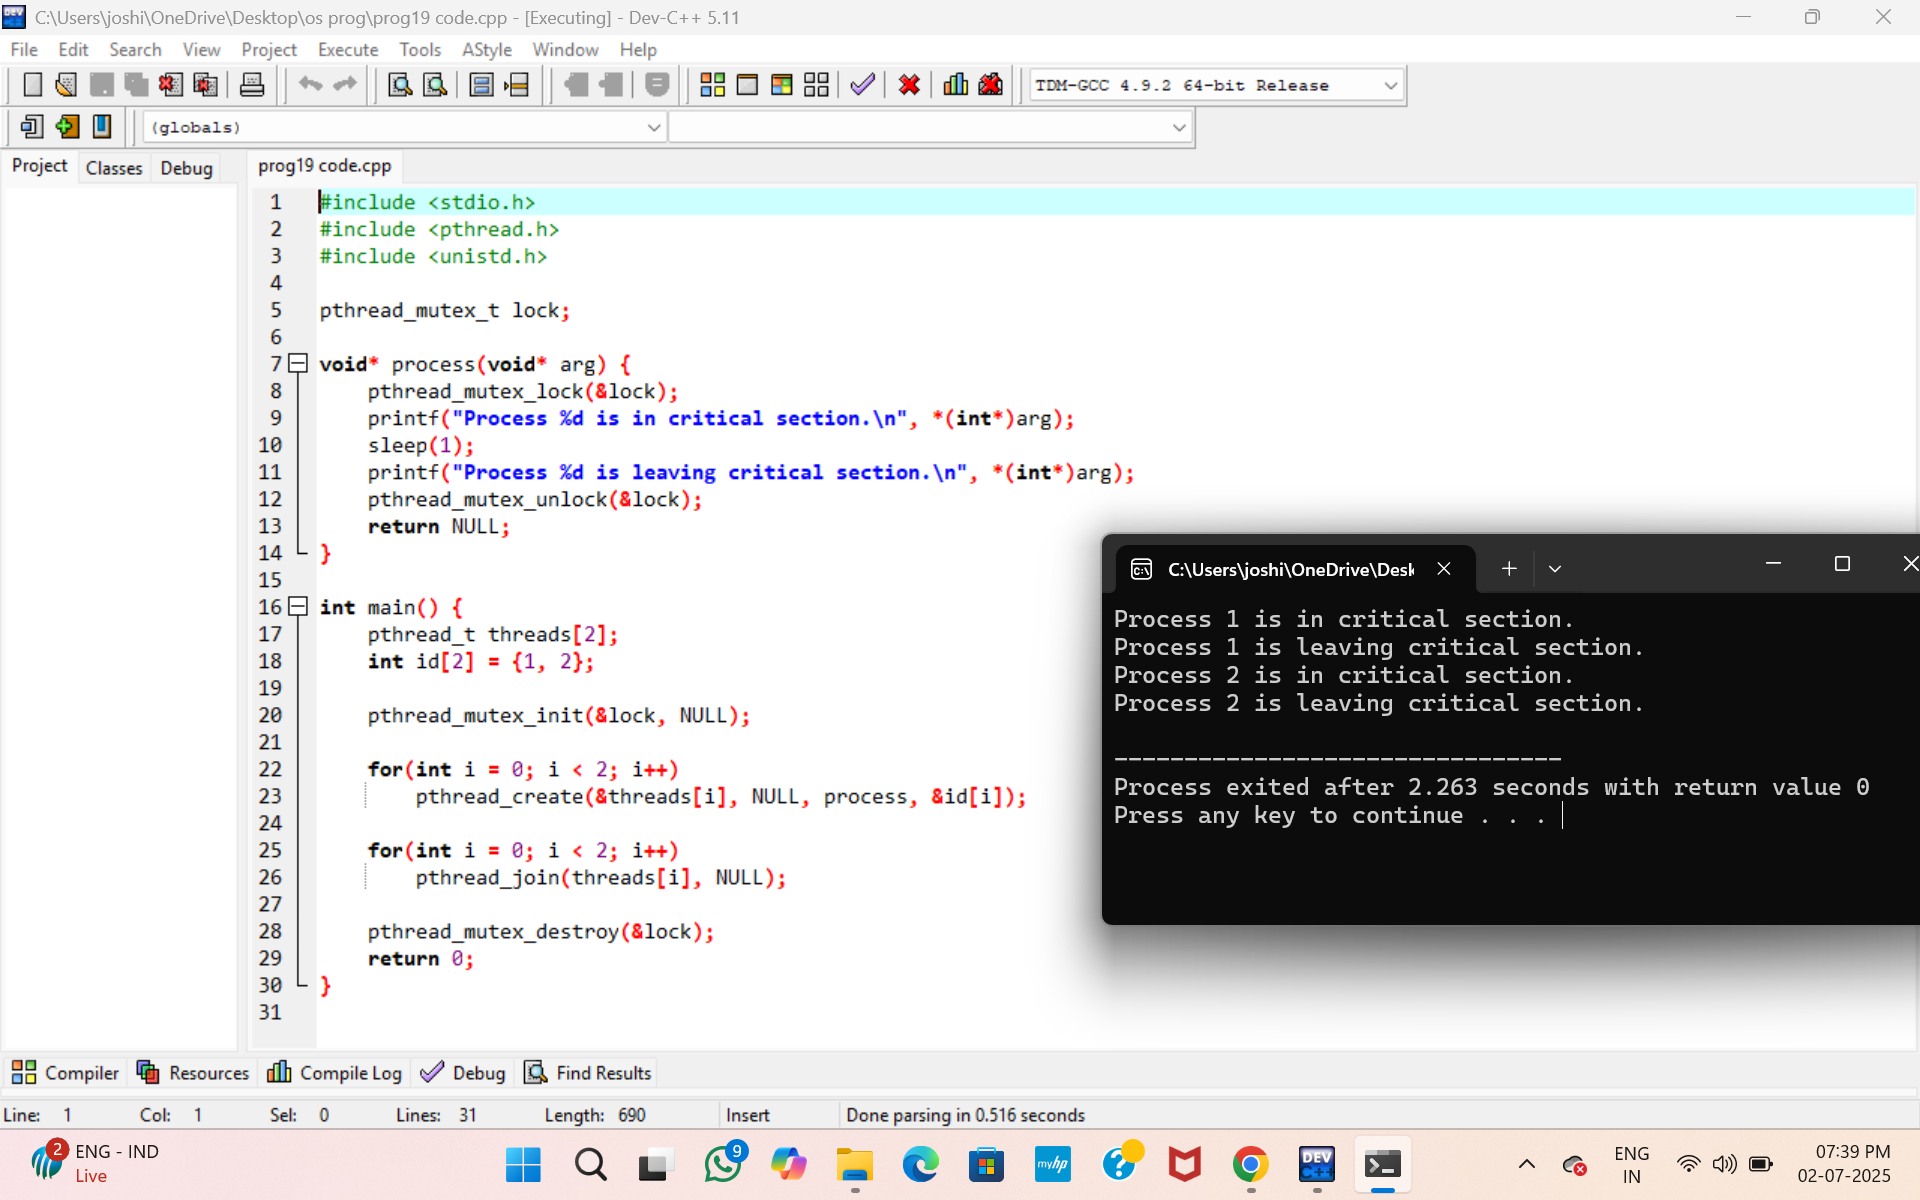 C:\Users\joshi\OneDrive\Desktop\os prog\prog19 code.cpp - [Executing] - Dev-C++ 5.11
File Edit Search View Project Execute Tools AStyle Window Help
TDM-GCC 4.9.2 64-bit Release
(globals)
Project Classes Debug
prog19 code.cpp
1 #include <stdio.h>
2 #include <pthread.h>
3 #include <unistd.h>
4
5 pthread_mutex_t lock;
6
7 void* process(void* arg) {
8     pthread_mutex_lock(&lock);
9     printf("Process %d is in critical section.\n", *(int*)arg);
10     sleep(1);
11     printf("Process %d is leaving critical section.\n", *(int*)arg);
12     pthread_mutex_unlock(&lock);
13     return NULL;
14 }
15
16 int main() {
17     pthread_t threads[2];
18     int id[2] = {1, 2};
19
20     pthread_mutex_init(&lock, NULL);
21
22     for(int i = 0; i < 2; i++)
23         pthread_create(&threads[i], NULL, process, &id[i]);
24
25     for(int i = 0; i < 2; i++)
26         pthread_join(threads[i], NULL);
27
28     pthread_mutex_destroy(&lock);
29     return 0;
30 }
31
C:\Users\joshi\OneDrive\Desk
Process 1 is in critical section.
Process 1 is leaving critical section.
Process 2 is in critical section.
Process 2 is leaving critical section.
--------------------------------
Process exited after 2.263 seconds with return value 0
Press any key to continue . . .
Compiler Resources Compile Log Debug Find Results
Line: 1 Col: 1 Sel: 0 Lines: 31 Length: 690 Insert Done parsing in 0.516 seconds
2 ENG - IND
Live
9
myhp
DEV C++
ENG
IN
07:39 PM
02-07-2025